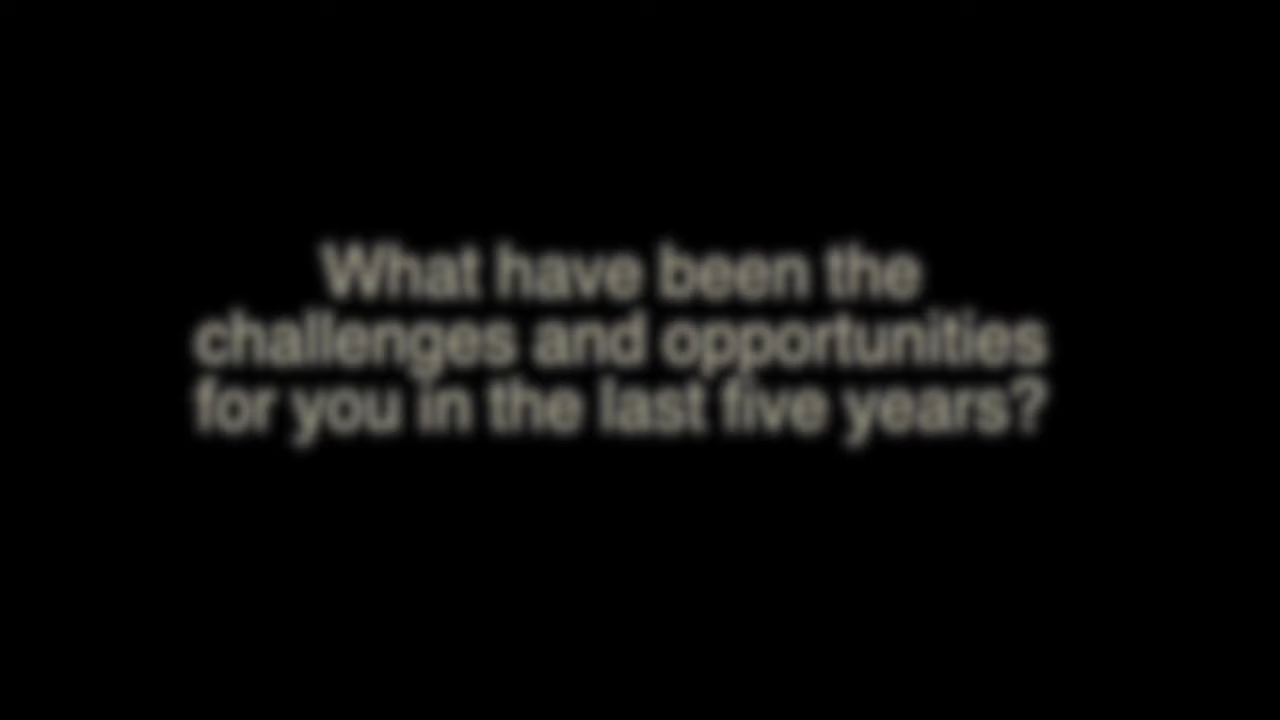 What have been the
challenges and opportunities
for you in the last five years?